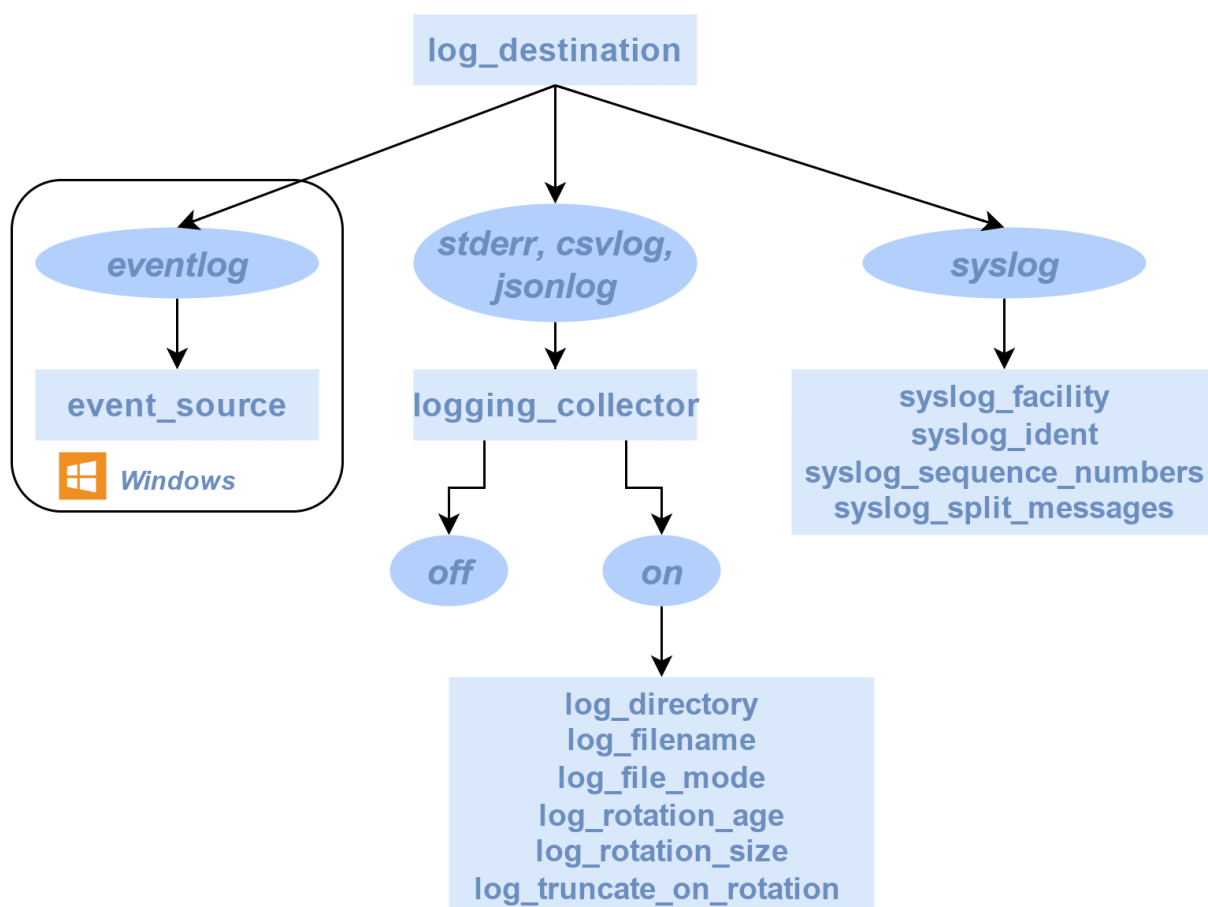 log_destination
eventlog
stderr, csvlog,
jsonlog
syslog
event_source
Windows
logging_collector
syslog_facility
syslog_ident
syslog_sequence_numbers
syslog_split_messages
off
on
log_directory
log_filename
log_file_mode
log_rotation_age
log_rotation_size
log_truncate_on_rotation